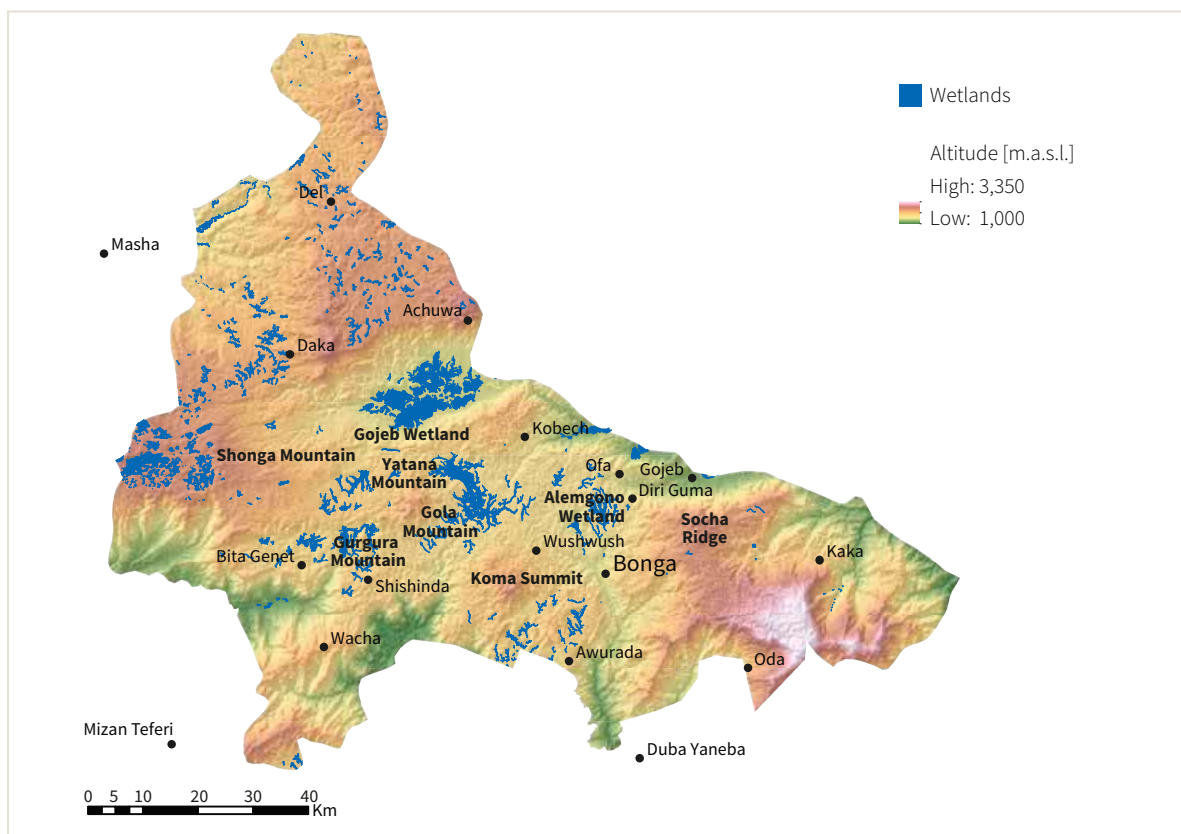 Wetlands
Altitude [m.a.s.l.]
High: 3,350
Low: 1,000
Del
Masha
Achuwa
Daka
Gojeb Wetland
Kobech
Shonga Mountain
Yatana
Mountain
Ofa
Gojeb
Diri Guma
Alemgono
Wetland
Gola
Mountain
Socha
Ridge
Gurgura
Mountain
Wushwush
Bita Genet
Bonga
Kaka
Koma Summit
Shishinda
Wacha
Awurada
Oda
Mizan Teferi
Duba Yaneba
0 5 10 20 30 40
Km